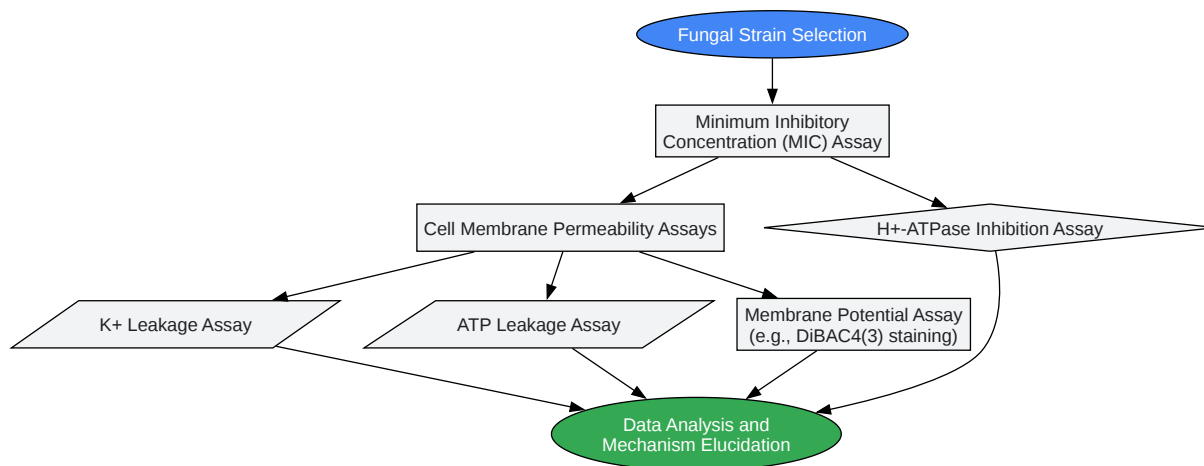 Fungal Strain Selection
Minimum Inhibitory
Concentration (MIC) Assay
Cell Membrane Permeability Assays
H+-ATPase Inhibition Assay
K+ Leakage Assay
ATP Leakage Assay
Membrane Potential Assay
(e.g., DiBAC4(3) staining)
Data Analysis and
Mechanism Elucidation